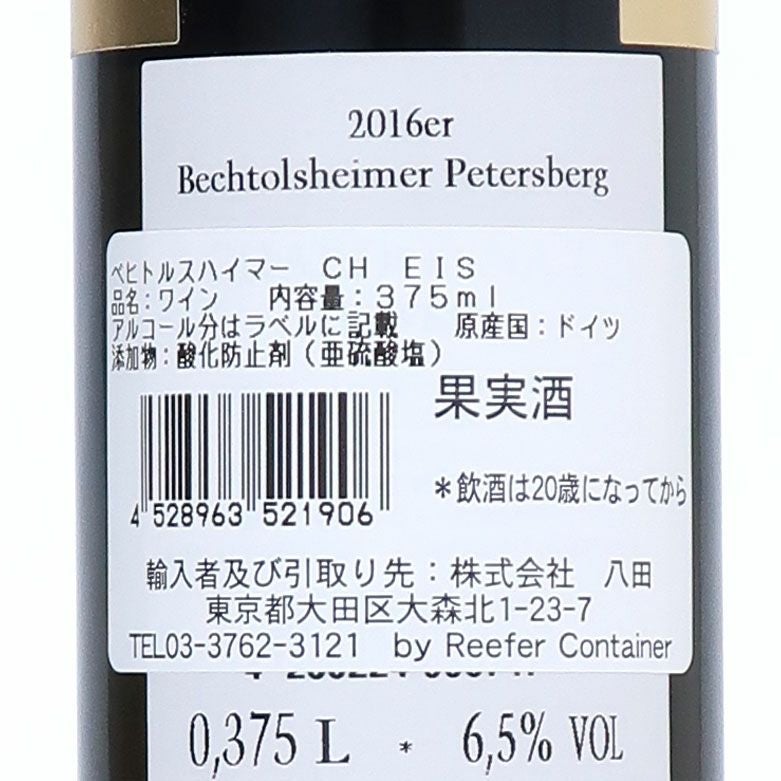 2016er
Bechtolsheimer Petersberg
ベヒトルスハイマー　ＣＨ　ＥＩＳ
品名：ワイン　内容量：３７５ｍｌ
アルコール分はラベルに記載　原産国：ドイツ
添加物：酸化防止剤（亜硫酸塩）
果実酒
4 528963 521906
＊飲酒は20歳になってから
輸入者及び引取り先：株式会社　八田
東京都大田区大森北1-23-7
TEL03-3762-3121　by Reefer Container
0,375 L * 6,5% VOL